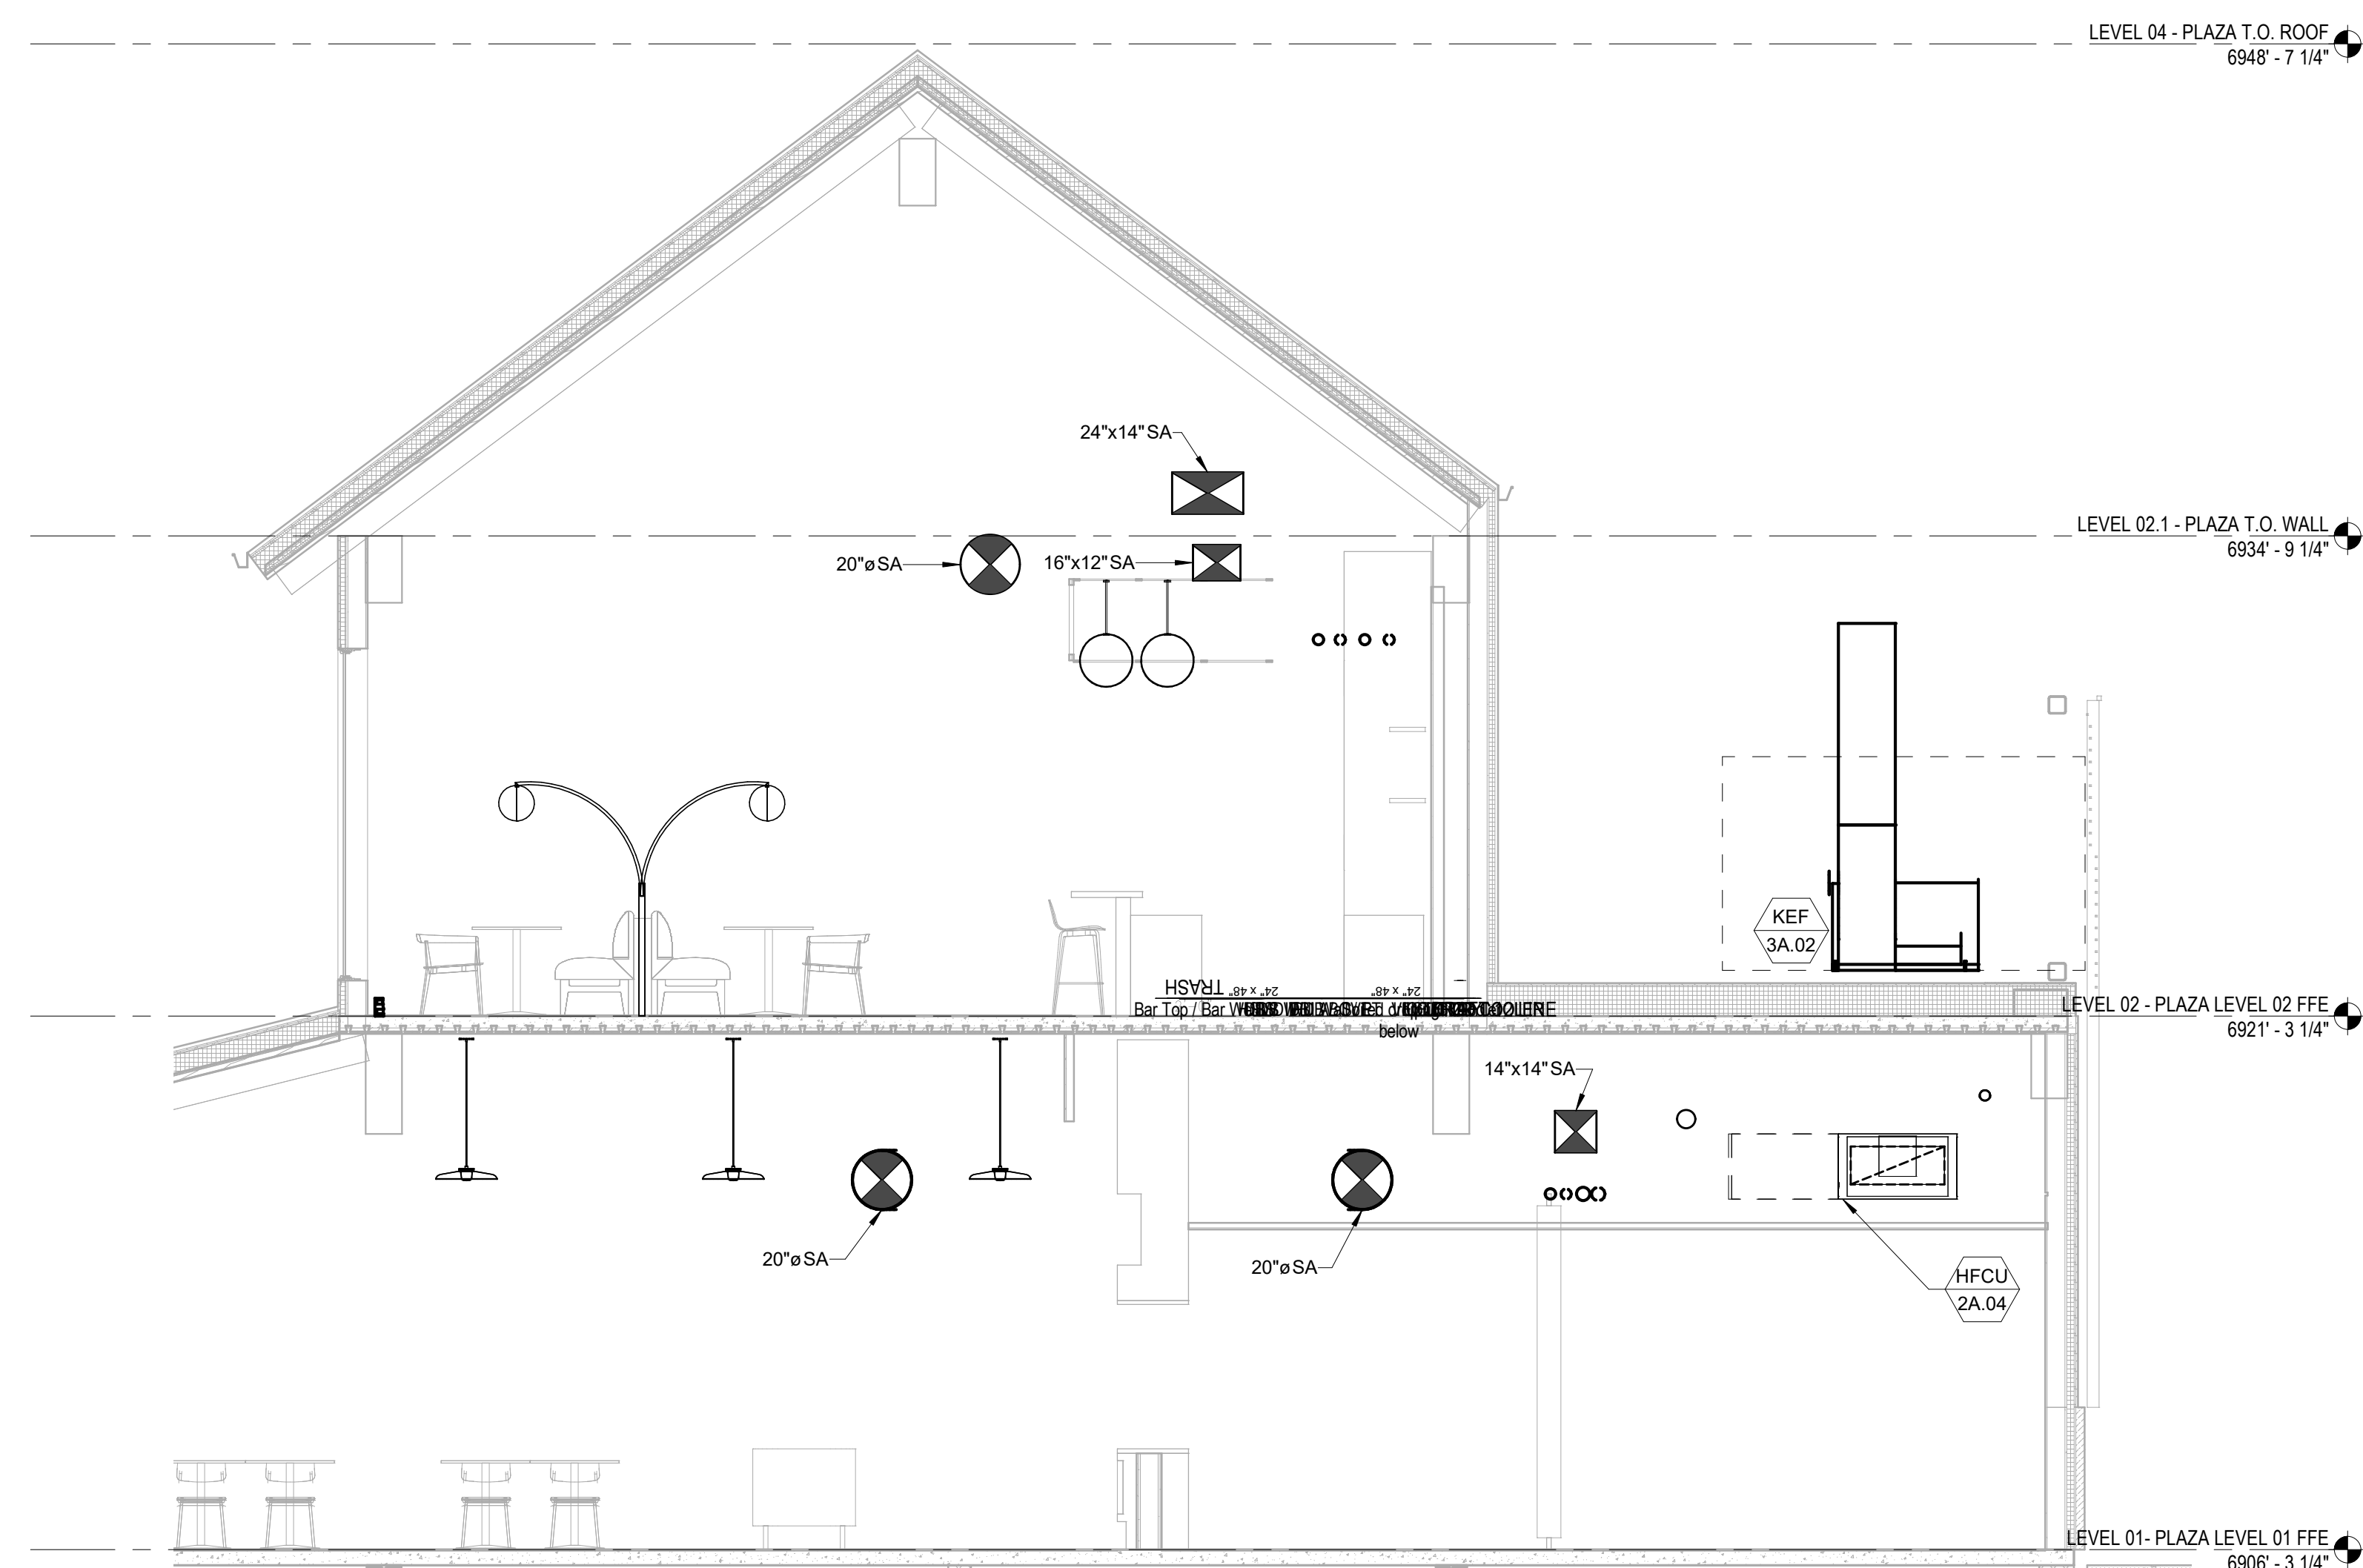 LEVEL 04 - PLAZA T.O. ROOF
6948' - 7 1/4"
24"x14" SA
LEVEL 02.1 - PLAZA T.O. WALL
6934' - 9 1/4"
20"ø SA
16"x12" SA
KEF
3A.02
TRASH
24" x 48"
24" x 48"
Bar Top / Bar
below
LEVEL 02 - PLAZA LEVEL 02 FFE
6921' - 3 1/4"
14"x14" SA
20"ø SA
20"ø SA
HFCU
2A.04
LEVEL 01- PLAZA LEVEL 01 FFE
6906' - 3 1/4"